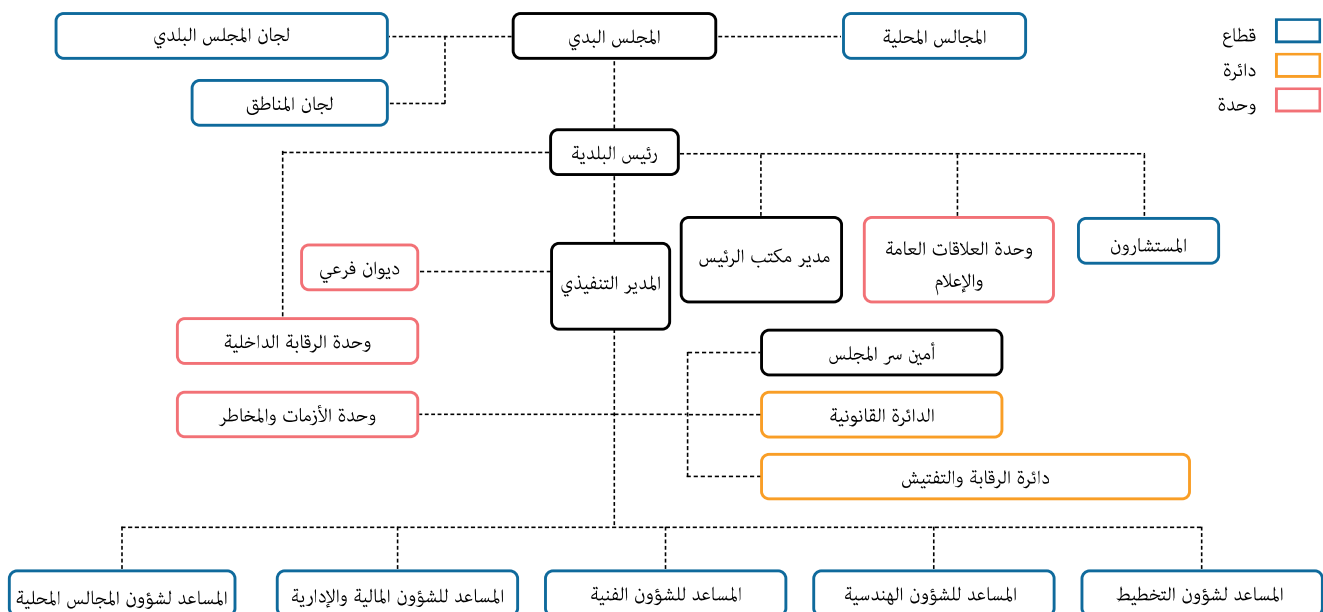 المجالس المحلية
المجلس البدي
لجان المجلس البلدي
لجان المناطق
قطاع
دائرة
وحدة
رئيس البلدية
المستشارون
وحدة العلاقات العامة
والإعلام
مدير مكتب الرئيس
المدير التنفيذي
ديوان فرعي
وحدة الرقابة الداخلية
أمين سر المجلس
الدائرة القانونية
وحدة الأزمات والمخاطر
دائرة الرقابة والتفتيش
المساعد لشؤون التخطيط
المساعد للشؤون الهندسية
المساعد للشؤون الفنية
المساعد للشؤون المالية والإدارية
المساعد لشؤون المجالس المحلية